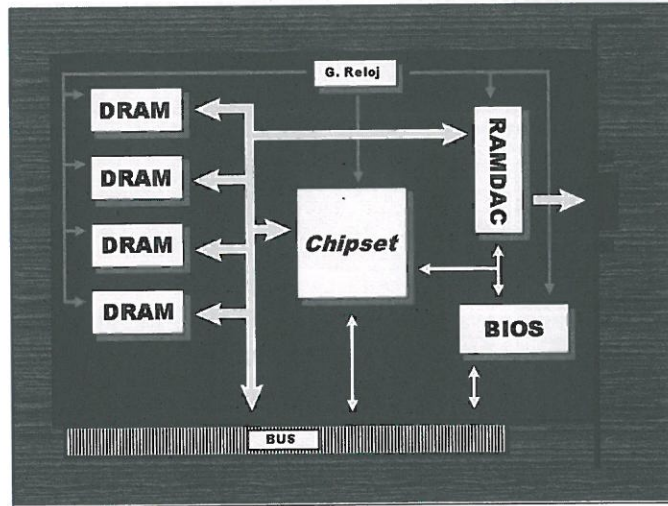 G. Reloj
DRAM
RAMDAC
DRAM
Chipset
DRAM
DRAM
BIOS
BUS